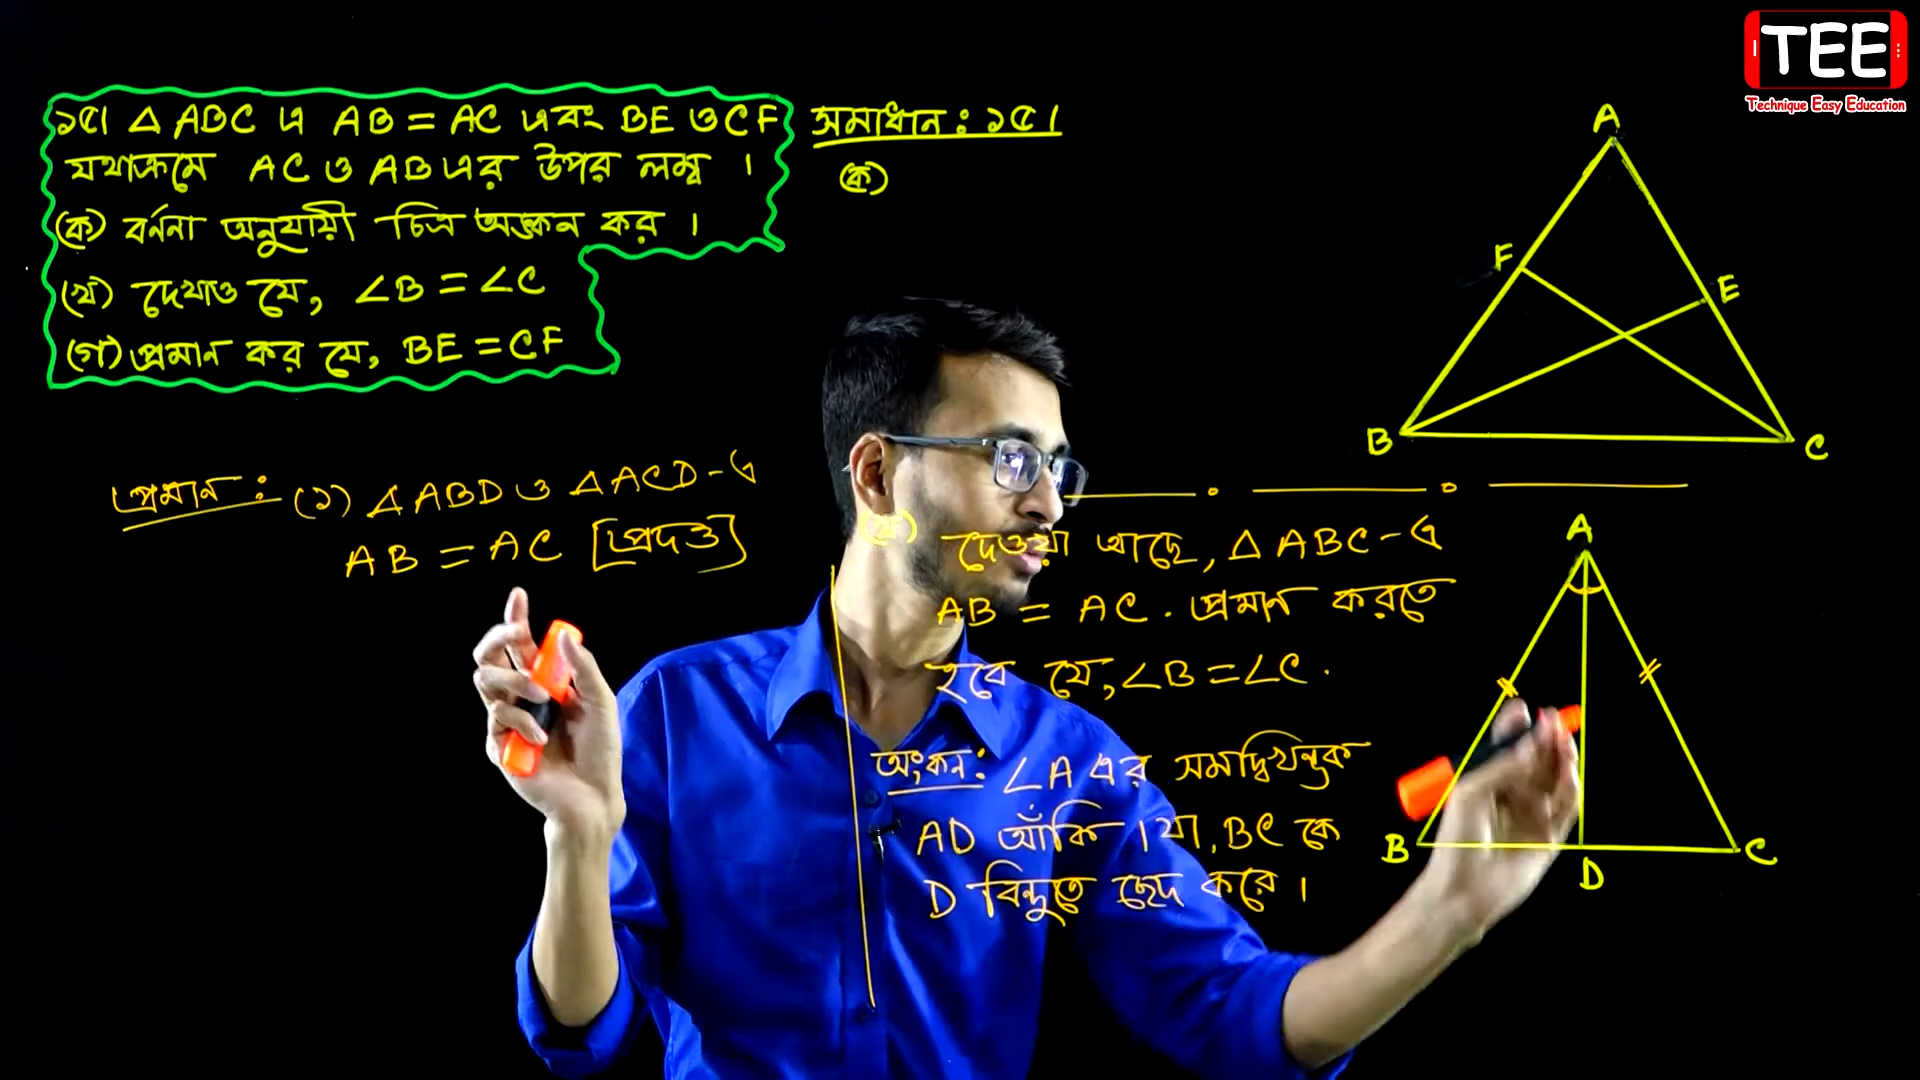 TEE
Technique Easy Education
১৫। △ ABC এ AB = AC এবং BE ও CF
যথাক্রমে AC ও AB এর উপর লম্ব ।
(ক) বর্ননা অনুযায়ী চিত্র অঙ্কন কর ।
(খ) দেখাও যে, ∠B = ∠C
(গ) প্রমান কর যে, BE = CF
সমাধান : ১৫।
(ক)
A
F
E
B
C
প্রমান : (১) △ABD ও △ACD-এ
AB = AC [প্রদত্ত]
(খ) দেওয়া আছে, △ABC-এ
AB = AC. প্রমান করতে
হবে যে, ∠B = ∠C.
অংকন: ∠A এর সমদ্বিখন্ডক
AD আঁকি । যা, BC কে
D বিন্দুতে ছেদ করে ।
A
B
D
C